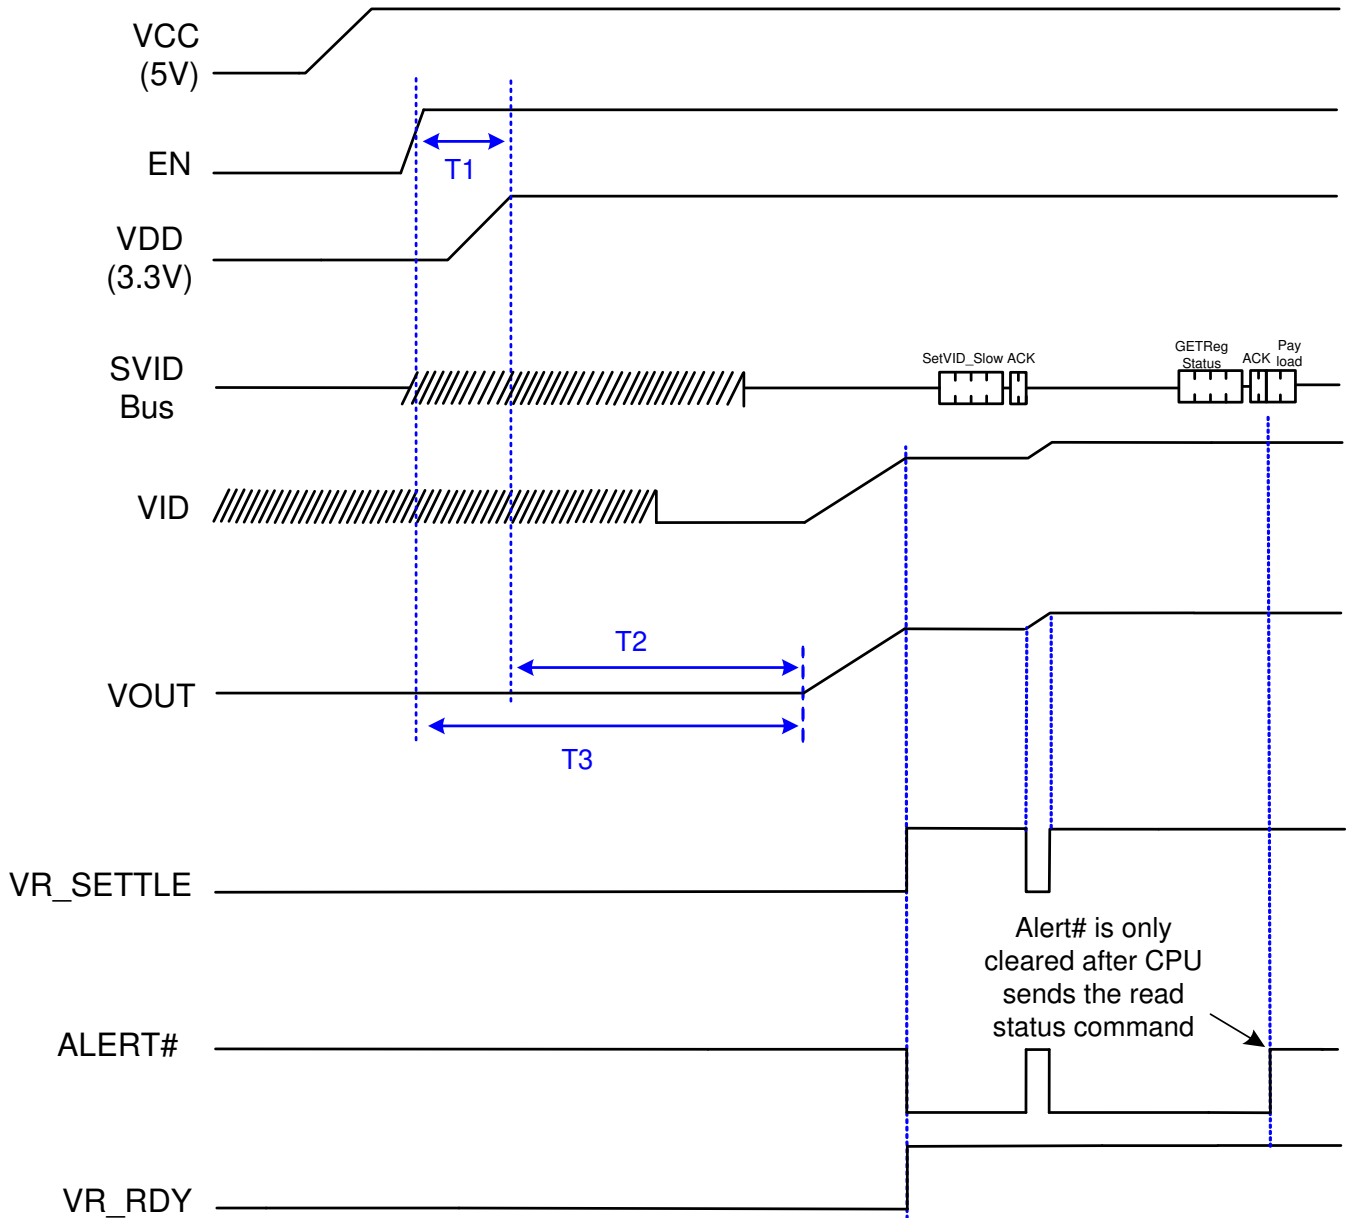 VCC
(5V)
EN
T1
VDD
(3.3V)
SVID
Bus
SetVID_Slow ACK
GETReg
Status
ACK
Pay
load
VID
T2
VOUT
T3
VR_SETTLE
Alert# is only
cleared after CPU
sends the read
status command
ALERT#
VR_RDY